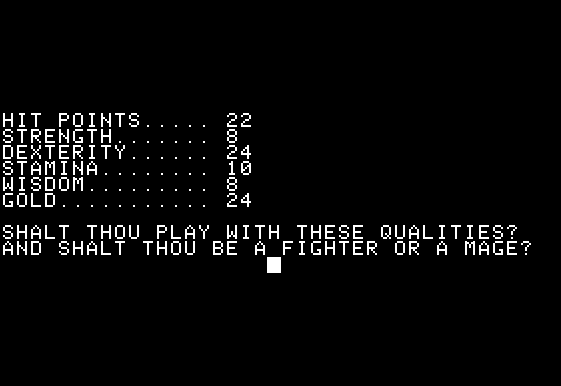 HIT POINTS..... 22
STRENGTH....... 8
DEXTERITY...... 24
STAMINA........ 10
WISDOM......... 8
GOLD........... 24
SHALT THOU PLAY WITH THESE QUALITIES?
AND SHALT THOU BE A FIGHTER OR A MAGE?